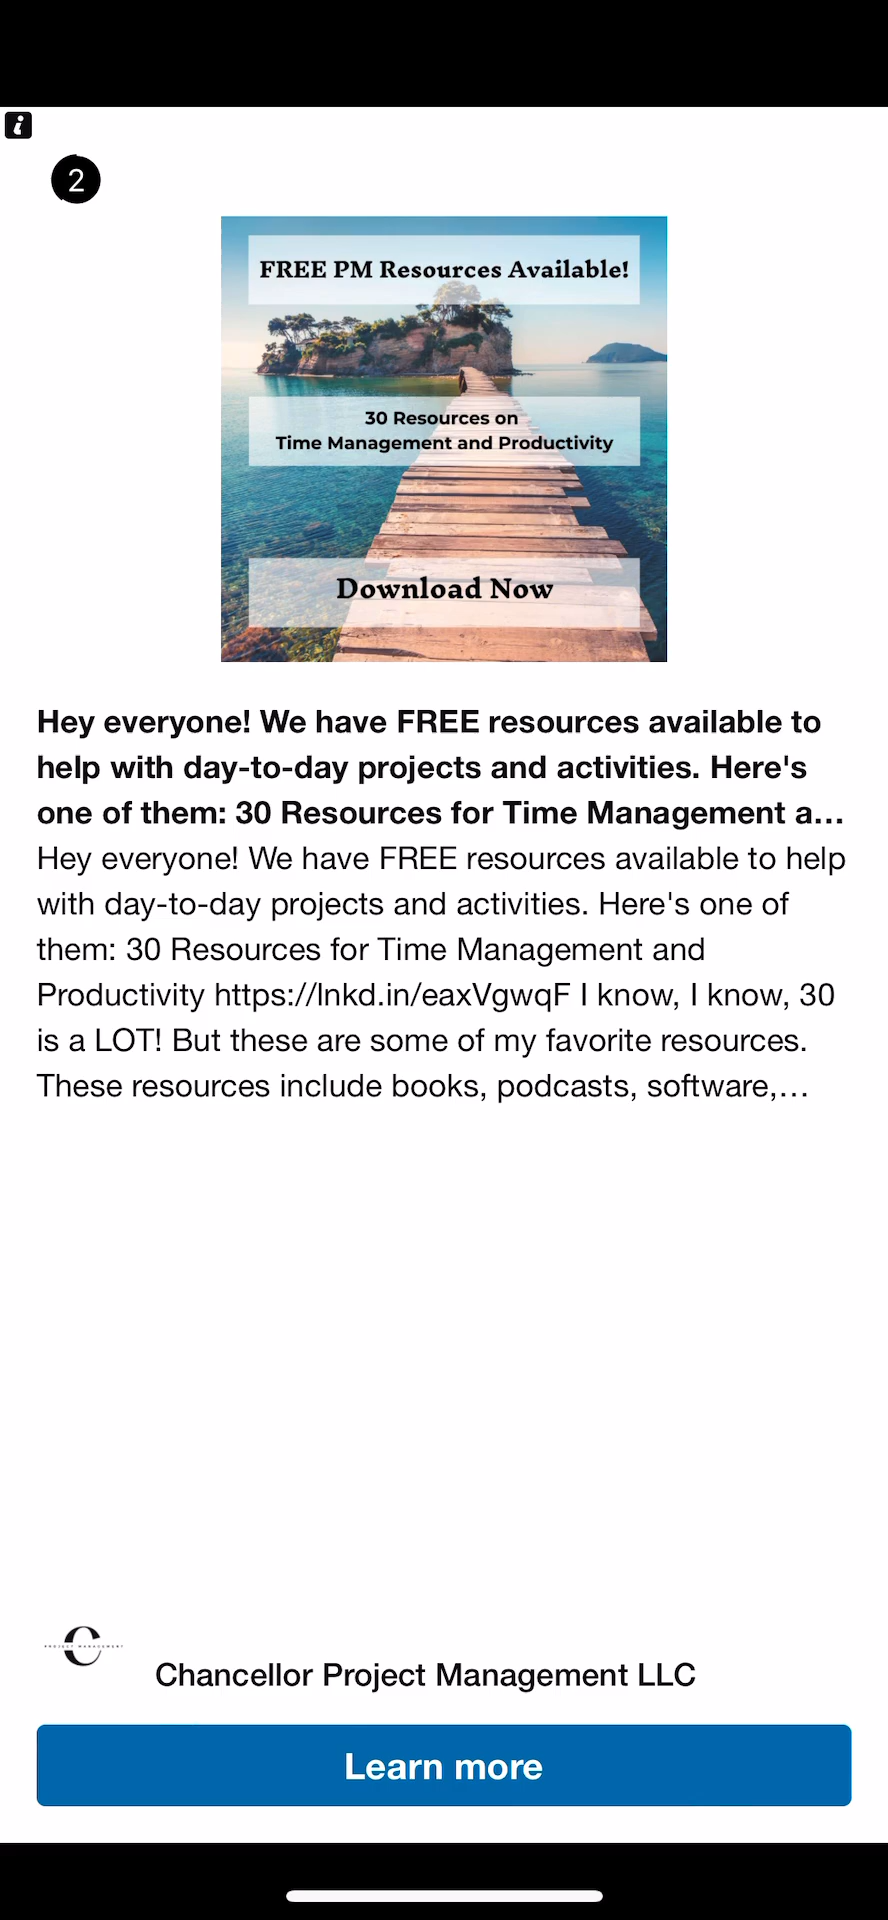 2
FREE PM Resources Available!
30 Resources on
Time Management and Productivity
Download Now
Hey everyone! We have FREE resources available to
help with day-to-day projects and activities. Here's
one of them: 30 Resources for Time Management a...
Hey everyone! We have FREE resources available to help
with day-to-day projects and activities. Here's one of
them: 30 Resources for Time Management and
Productivity https://lnkd.in/eaxVgwqF I know, I know, 30
is a LOT! But these are some of my favorite resources.
These resources include books, podcasts, software,...
C
PROJECT MANAGEMENT
Chancellor Project Management LLC
Learn more